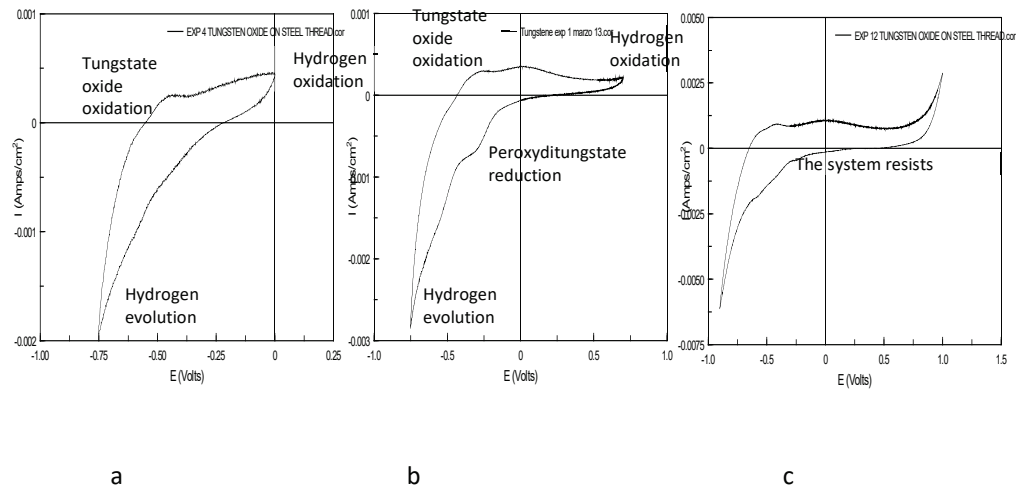 EXP 4 TUNGSTEN OXIDE ON STEEL THREAD.cor
Tungstate
oxide
oxidation
Hydrogen
oxidation
Hydrogen
evolution
0.001
0
-0.001
-0.002
I (Amps/cm²)
-1.00 -0.75 -0.50 -0.25 0 0.25
E (Volts)
a
Tungstene exp 1 marzo 13.cor
Tungstate
oxide
oxidation
Hydrogen
oxidation
Peroxyditungstate
reduction
Hydrogen
evolution
0.001
0
-0.001
-0.002
-0.003
I (Amps/cm²)
-1.0 -0.5 0 0.5 1.0
E (Volts)
b
EXP 12 TUNGSTEN OXIDE ON STEEL THREAD.cor
The system resists
0.0050
0.0025
0
-0.0025
-0.0050
-0.0075
I (Amps/cm²)
-1.0 -0.5 0 0.5 1.0 1.5
E (Volts)
c